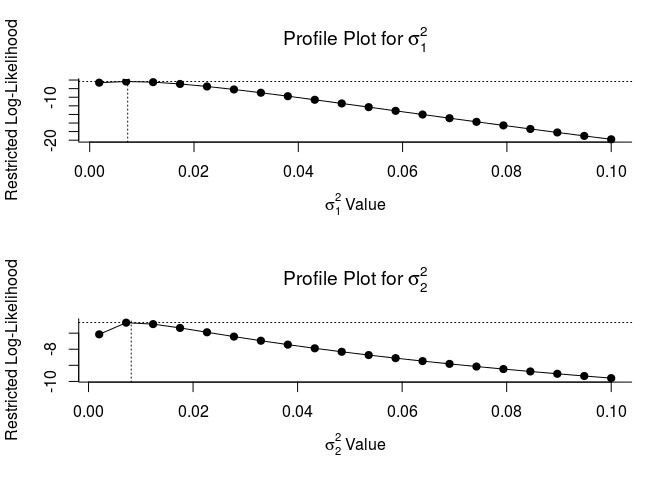 Profile Plot for σ₁²
Restricted Log-Likelihood
-10
-20
0.00 0.02 0.04 0.06 0.08 0.10
σ₁² Value
Profile Plot for σ₂²
Restricted Log-Likelihood
-8
-10
0.00 0.02 0.04 0.06 0.08 0.10
σ₂² Value